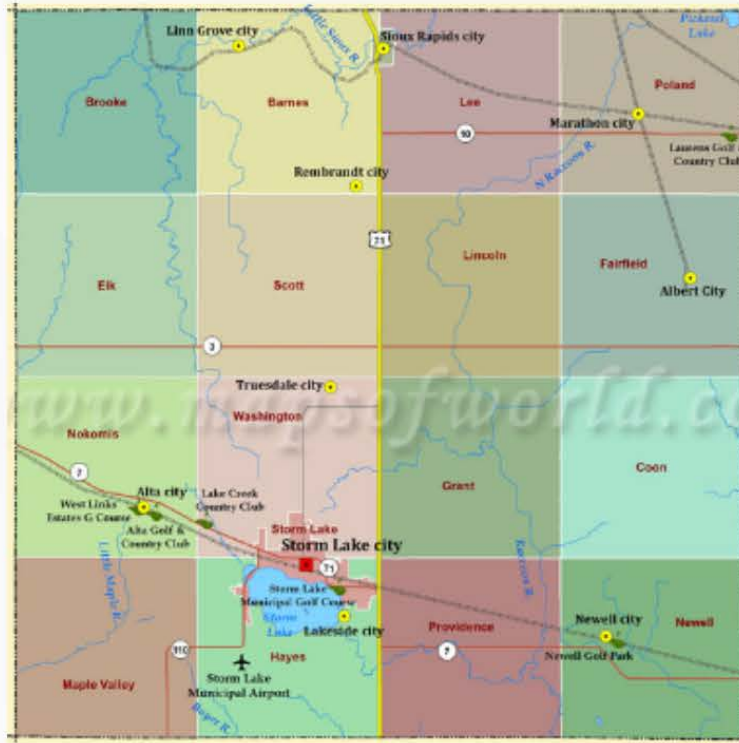 Linn Grove city
Little Sioux R.
Sioux Rapids city
Pickerel
Lake
Brooke
Barnes
Lee
Poland
Marathon city
10
Laurens Golf &
Country Club
N Raccoon R.
Rembrandt city
71
Elk
Scott
Lincoln
Fairfield
Albert City
3
www.mapsofworld.co
Truesdale city
Washington
Nokomis
Grant
Coon
7
Alta city
West Links
Estates G Course
Lake Creek
Country Club
Alta Golf &
Country Club
Storm Lake
Storm Lake city
71
Little Maple R.
Raccoon R.
Storm Lake
Municipal Golf Course
Storm
Lake
Lakeside city
Newell city
Newell
Providence
Newell Golf Park
110
Hayes
7
Storm Lake
Municipal Airport
Maple Valley
Boyer R.